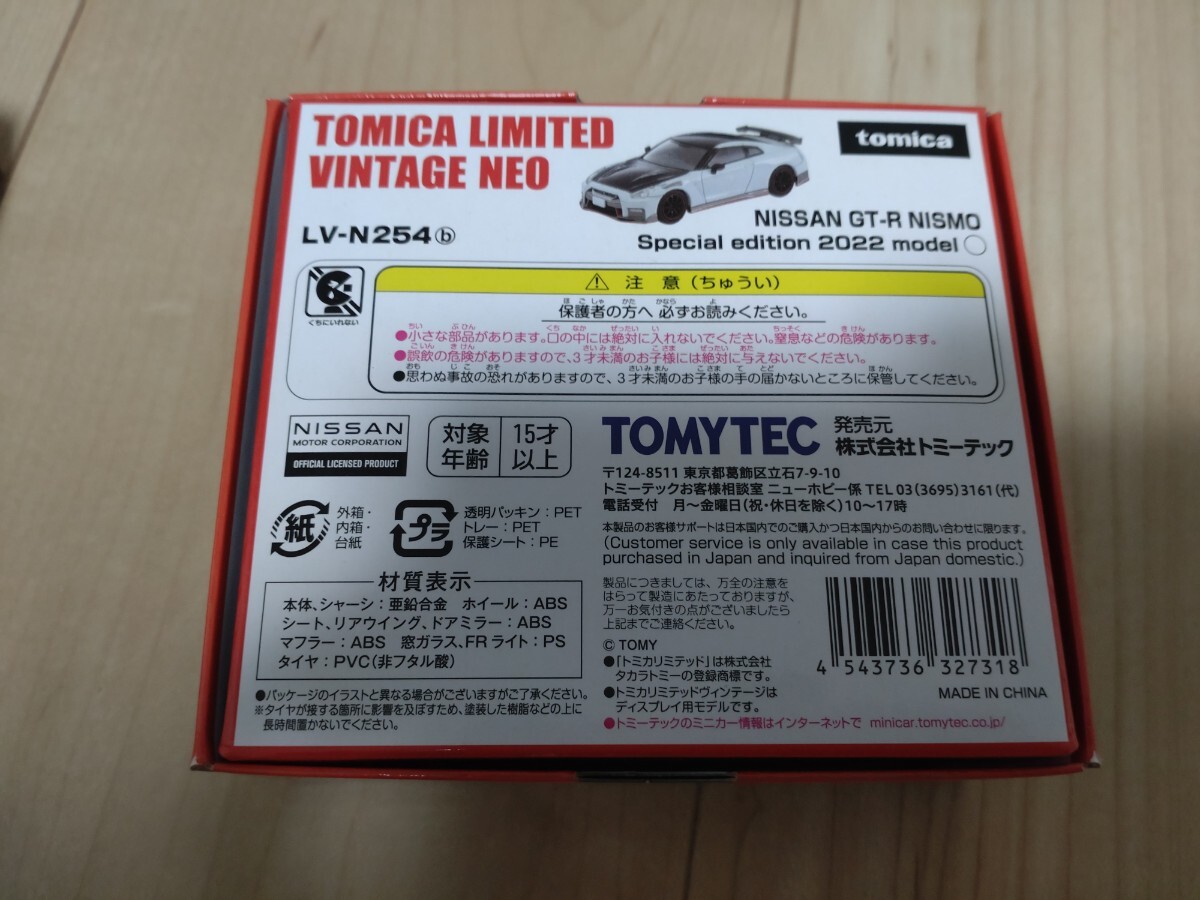 TOMICA LIMITED
VINTAGE NEO
tomica
LV-N254ⓑ
NISSAN GT-R NISMO
Special edition 2022 model ○
くちにいれない
⚠ 注 意（ちゅうい）
保護者の方へ 必ずお読みください。
●小さな部品があります。口の中には絶対に入れないでください。窒息などの危険があります。
●誤飲の危険がありますので、3才未満のお子様には絶対に与えないでください。
●思わぬ事故の恐れがありますので、3才未満のお子様の手の届かないところに保管してください。
NISSAN
MOTOR CORPORATION
OFFICIAL LICENSED PRODUCT
対象
年齢
15才
以上
TOMYTEC
発売元
株式会社トミーテック
〒124-8511 東京都葛飾区立石7-9-10
トミーテックお客様相談室 ニューホビー係 TEL 03(3695)3161(代)
電話受付　月～金曜日(祝・休日を除く)10～17時
紙
外箱・
内箱・
台紙
プラ
透明パッキン：PET
トレー：PET
保護シート：PE
本製品のお客様サポートは日本国内でのご購入かつ日本国内からのお問い合わせに限ります。
(Customer service is only available in case this product
purchased in Japan and inquired from Japan domestic.)
材質表示
本体、シャーシ：亜鉛合金　ホイール：ABS
シート、リアウイング、ドアミラー：ABS
マフラー：ABS　窓ガラス、FRライト：PS
タイヤ：PVC(非フタル酸)
●パッケージのイラストと異なる場合がございますがご了承ください。
※タイヤが接する箇所に影響を及ぼすため、塗装した樹脂などの上に
長時間置かないでください。
製品につきましては、万全の注意を
はらって製造にあたっておりますが、
万一お気付きの点がございましたら
上記までご連絡ください。
© TOMY
●「トミカリミテッド」は株式会社
タカラトミーの登録商標です。
●トミカリミテッドヴィンテージは
ディスプレイ用モデルです。
●トミーテックのミニカー情報はインターネットで minicar.tomytec.co.jp/
4 543736 327318
MADE IN CHINA